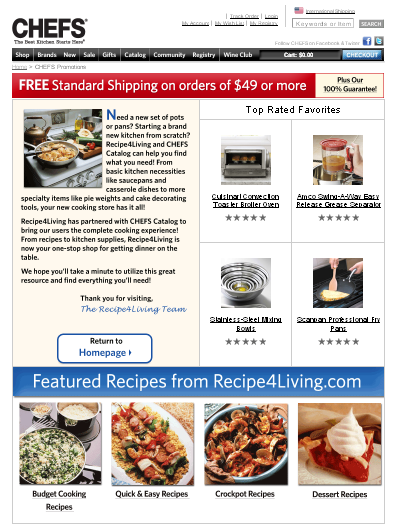 CHEFS
The Best Kitchen Starts Here
International Shipping
Track Order | Login
My Account | My Wish List | My Registry
Keywords or Item
SEARCH
Follow CHEFS on Facebook & Twitter
Shop Brands New Sale Gifts Catalog Community Registry Wine Club Cart: $0.00 CHECKOUT
Home > CHEFS Promotions
FREE Standard Shipping on orders of $49 or more
Plus Our
100% Guarantee!
Need a new set of pots
or pans? Starting a brand
new kitchen from scratch?
Recipe4Living and CHEFS
Catalog can help you find
what you need! From
basic kitchen necessities
like saucepans and
casserole dishes to more
specialty items like pie weights and cake decorating
tools, your new cooking store has it all!
Recipe4Living has partnered with CHEFS Catalog to
bring our users the complete cooking experience!
From recipes to kitchen supplies, Recipe4Living is
now your one-stop shop for getting dinner on the
table.
We hope you'll take a minute to utilize this great
resource and find everything you'll need!
Thank you for visiting,
The Recipe4Living Team
Return to
Homepage
Top Rated Favorites
Cuisinart Convection
Toaster Broiler Oven
Amco Swing-A-Way Easy
Release Grease Separator
Stainless-Steel Mixing
Bowls
Scanpan Professional Fry
Pans
Featured Recipes from Recipe4Living.com
Budget Cooking
Recipes
Quick & Easy Recipes
Crockpot Recipes
Dessert Recipes